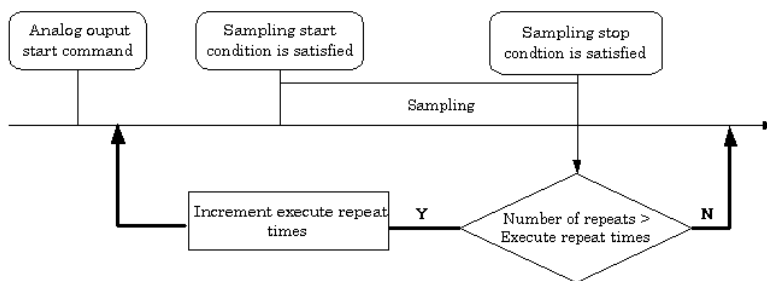 Analog ouput
start command
Sampling start
condition is satisfied
Sampling stop
condtion is satisfied
Sampling
Increment execute repeat
times
Y
Number of repeats >
Execute repeat times
N